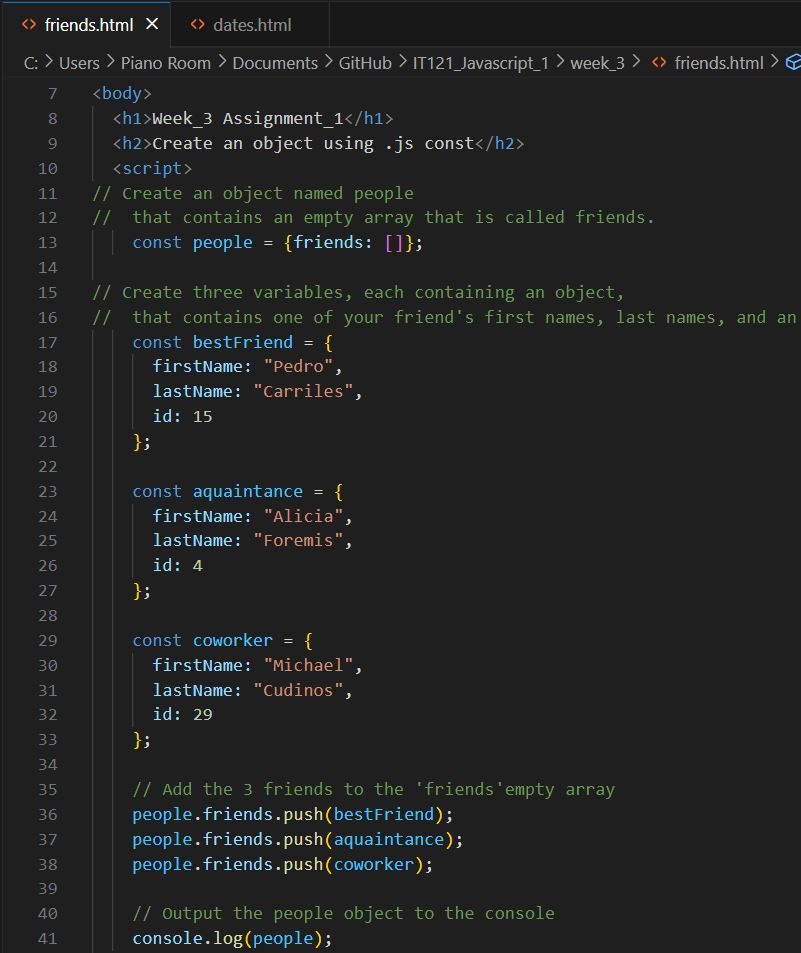 friends.html dates.html
C: > Users > Piano Room > Documents > GitHub > IT121_Javascript_1 > week_3 > friends.html >
7 <body>
8 <h1>Week_3 Assignment_1</h1>
9 <h2>Create an object using .js const</h2>
10 <script>
11 // Create an object named people
12 //  that contains an empty array that is called friends.
13 const people = {friends: []};
14
15 // Create three variables, each containing an object,
16 //  that contains one of your friend's first names, last names, and an
17 const bestFriend = {
18 firstName: "Pedro",
19 lastName: "Carriles",
20 id: 15
21 };
22
23 const aquaintance = {
24 firstName: "Alicia",
25 lastName: "Foremis",
26 id: 4
27 };
28
29 const coworker = {
30 firstName: "Michael",
31 lastName: "Cudinos",
32 id: 29
33 };
34
35 // Add the 3 friends to the 'friends'empty array
36 people.friends.push(bestFriend);
37 people.friends.push(aquaintance);
38 people.friends.push(coworker);
39
40 // Output the people object to the console
41 console.log(people);